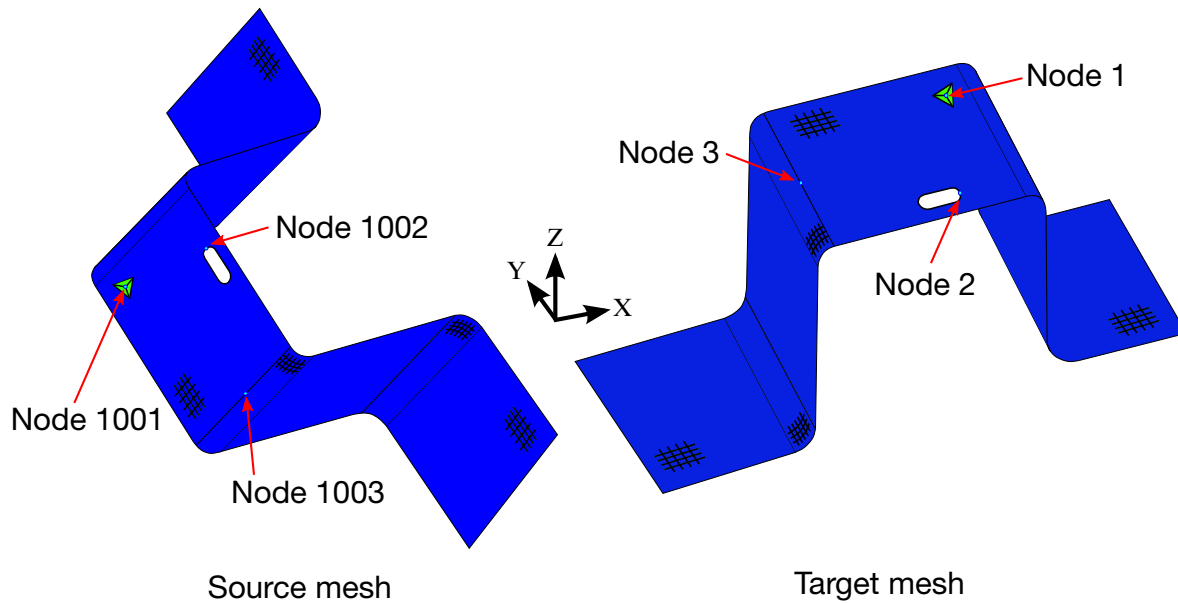 Node 1
Node 3
Node 1002
Z
Y
X
Node 2
Node 1001
Node 1003
Source mesh
Target mesh